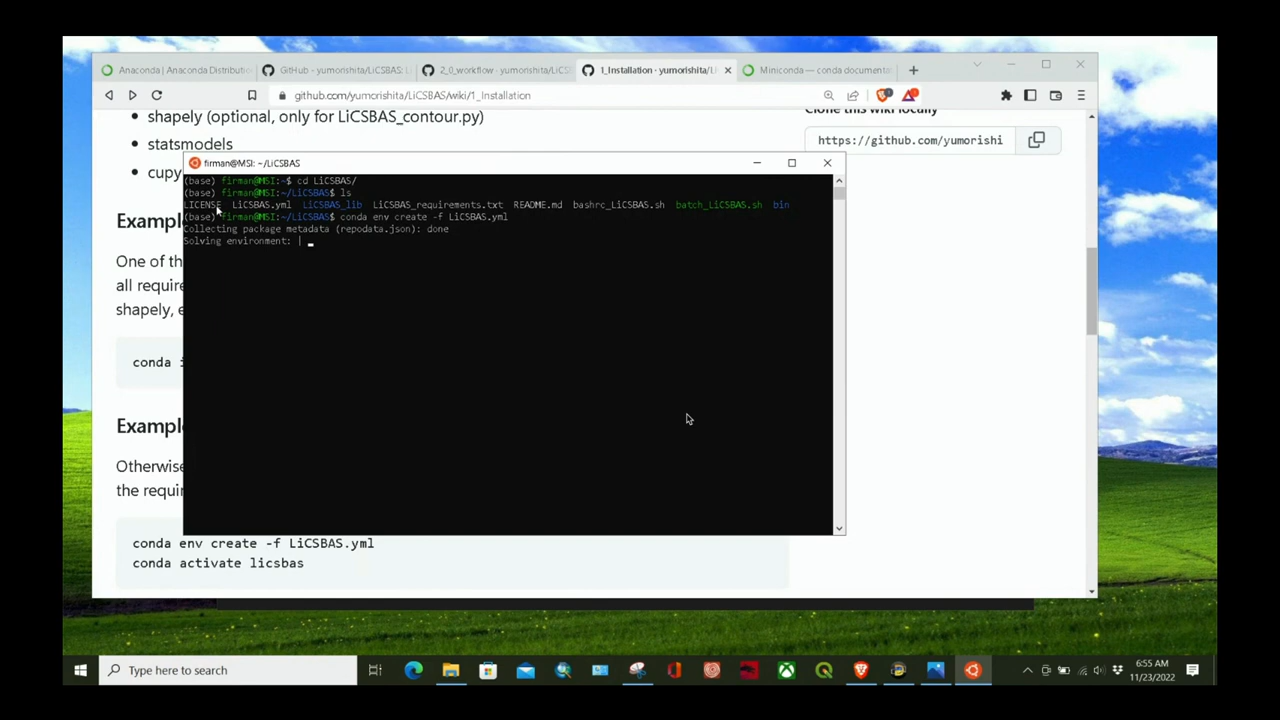 Anaconda | Anaconda Distributi
GitHub - yumorishita/LiCSBAS: L
2_0_workflow · yumorishita/LiCS
1_Installation · yumorishita/Li
Miniconda — conda documenta
github.com/yumorishita/LiCSBAS/wiki/1_Installation
shapely (optional, only for LiCSBAS_contour.py)
statsmodels
cupy
Clone this wiki locally
https://github.com/yumorishi
firman@MSI: ~/LiCSBAS
(base) firman@MSI:~$ cd LiCSBAS/
(base) firman@MSI:~/LiCSBAS$ ls
LICENSE LiCSBAS.yml LiCSBAS_lib LiCSBAS_requirements.txt README.md bashrc_LiCSBAS.sh batch_LiCSBAS.sh bin
(base) firman@MSI:~/LiCSBAS$ conda env create -f LiCSBAS.yml
Collecting package metadata (repodata.json): done
Solving environment: | _
Exampl
One of th
all require
shapely, e
conda i
Example
Otherwise
the requir
conda env create -f LiCSBAS.yml
conda activate licsbas
Type here to search
6:55 AM
11/23/2022